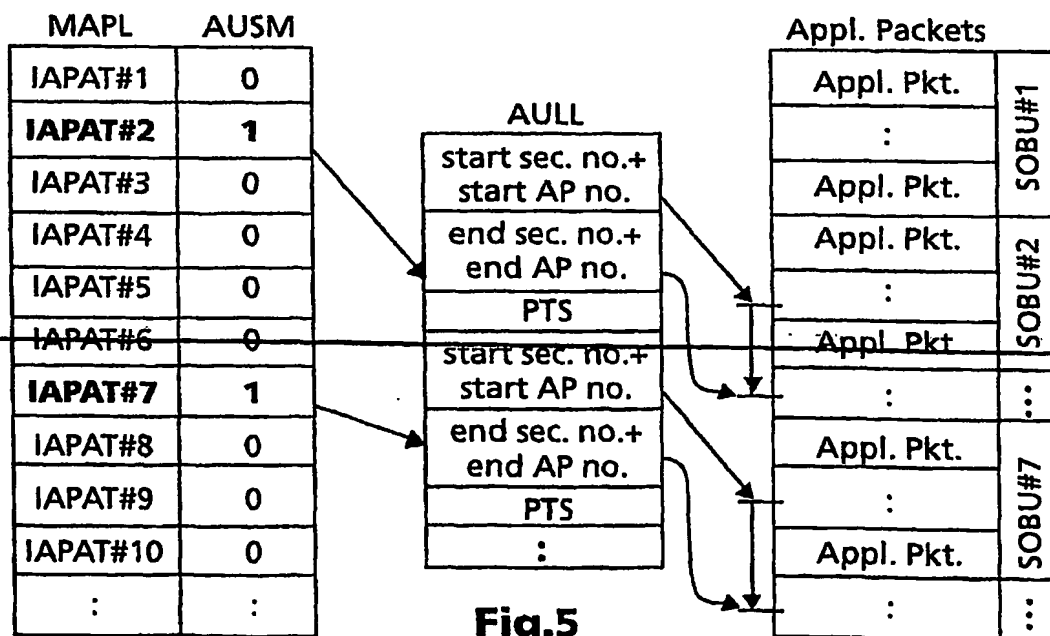 MAPL AUSM
IAPAT#1 0
IAPAT#2 1
IAPAT#3 0
IAPAT#4 0
IAPAT#5 0
IAPAT#6 0
IAPAT#7 1
IAPAT#8 0
IAPAT#9 0
IAPAT#10 0
: :
AULL
start sec. no.+
start AP no.
end sec. no.+
end AP no.
PTS
start sec. no.+
start AP no.
end sec. no.+
end AP no.
PTS
:
Appl. Packets
Appl. Pkt.
:
Appl. Pkt.
SOBU#1
Appl. Pkt.
:
Appl. Pkt
SOBU#2
:
...
Appl. Pkt.
:
Appl. Pkt.
SOBU#7
:
...
Fig.5